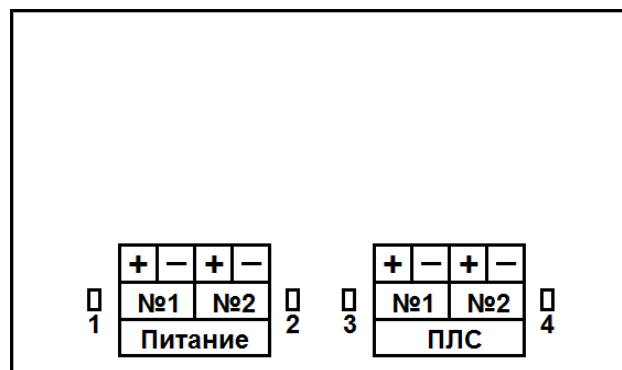 + − + − + − + −
№1 №2 №1 №2
1 2 3 4
Питание ПЛС